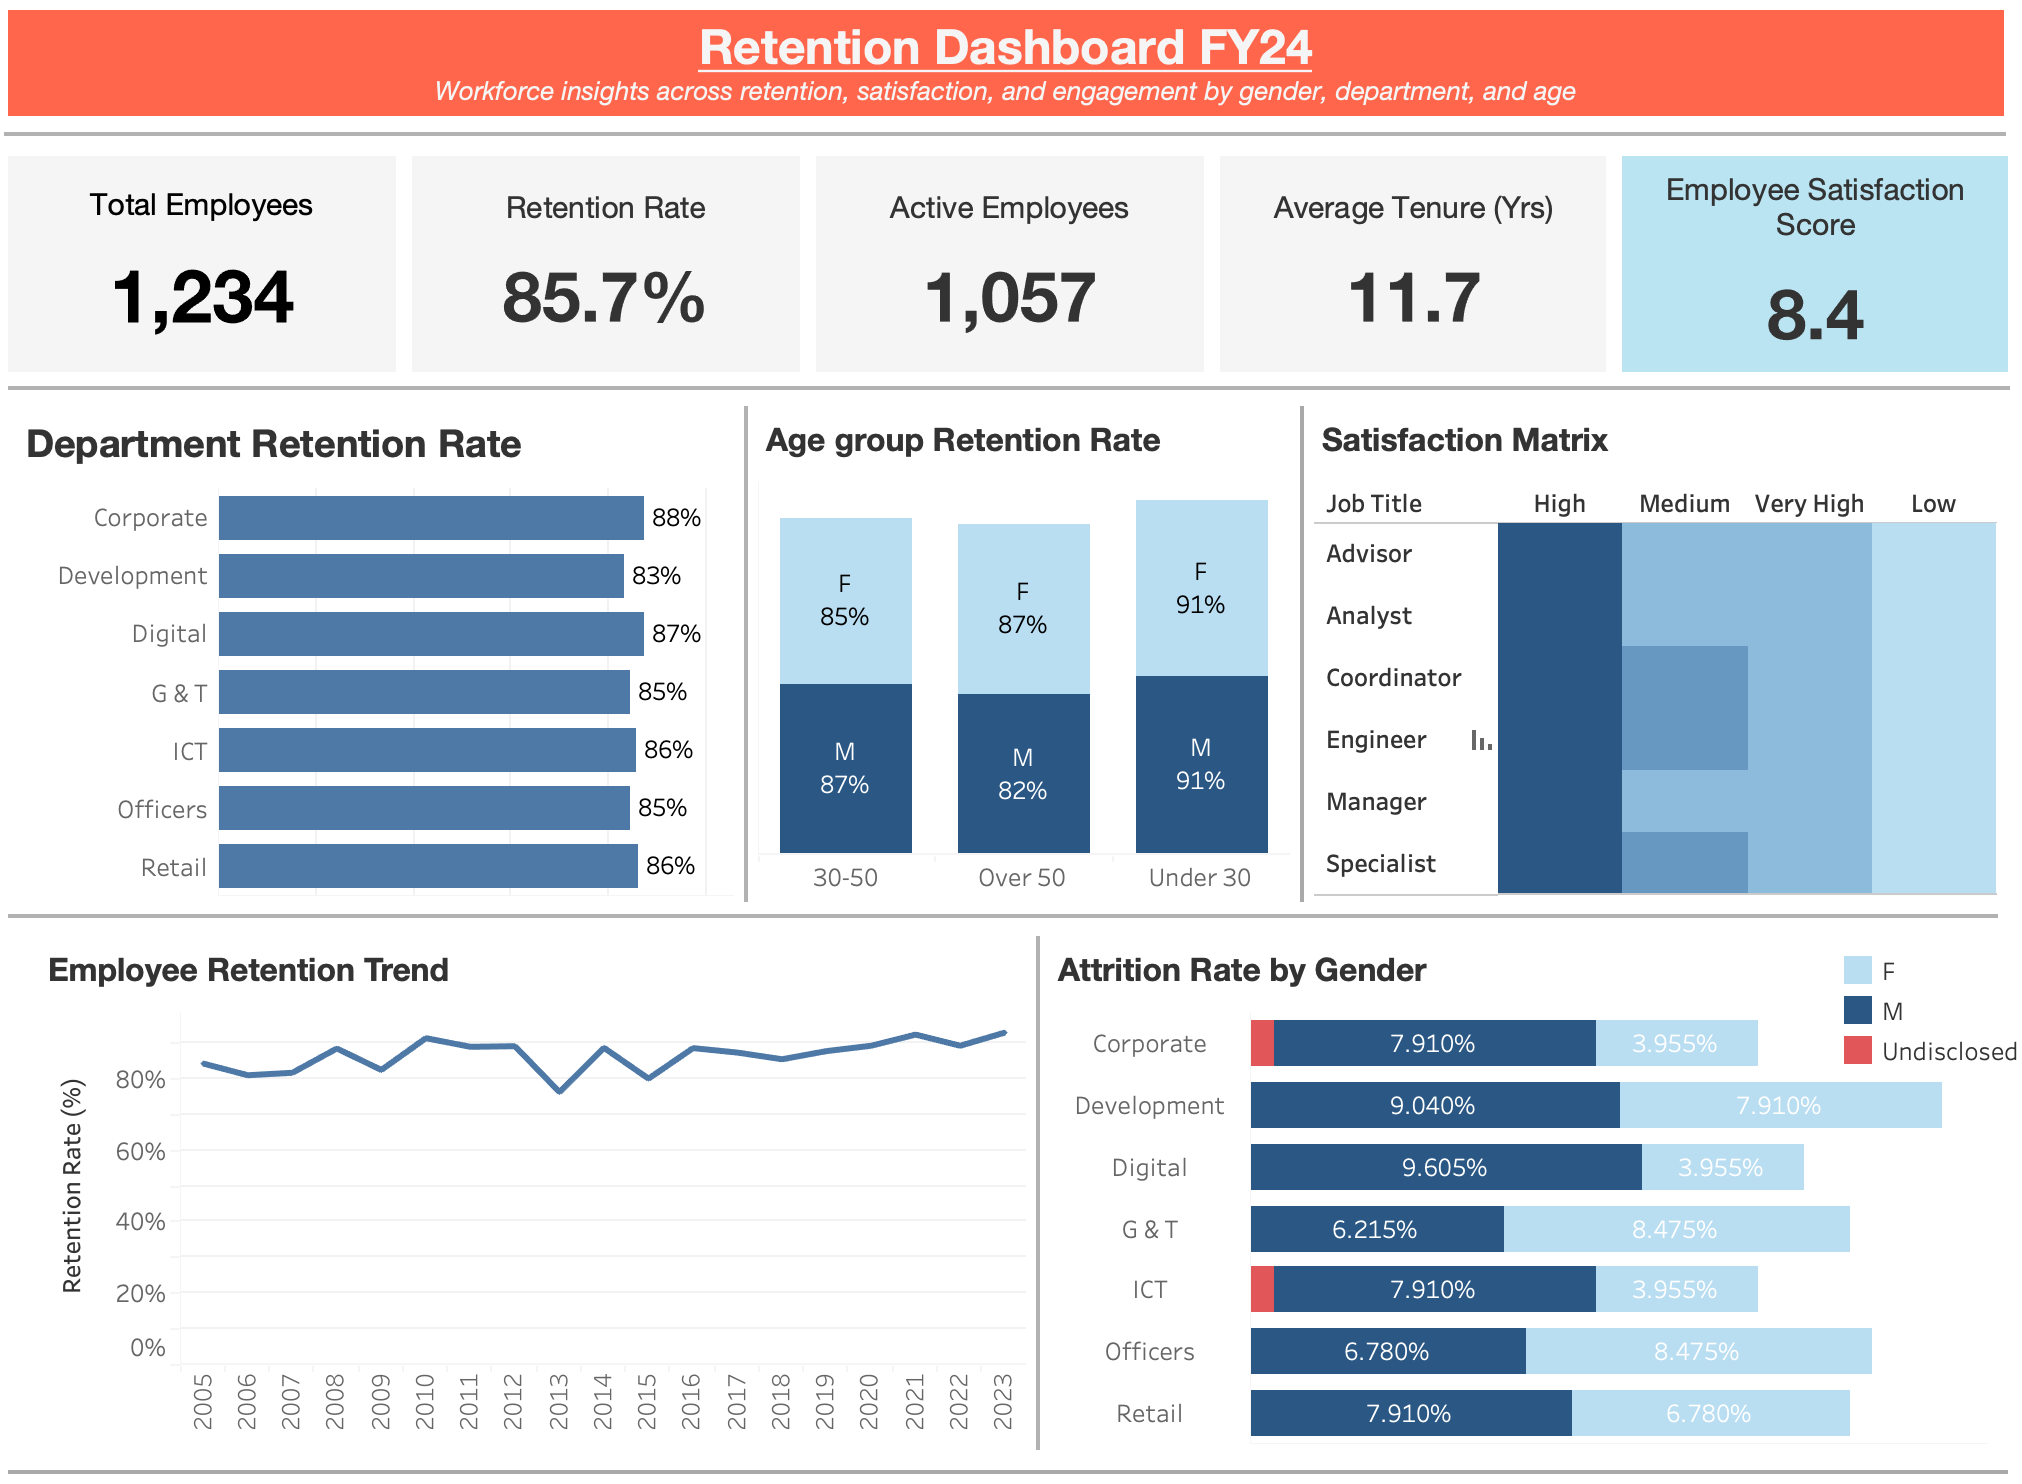 Retention Dashboard FY24
Workforce insights across retention, satisfaction, and engagement by gender, department, and age
Total Employees
1,234
Retention Rate
85.7%
Active Employees
1,057
Average Tenure (Yrs)
11.7
Employee Satisfaction
Score
8.4
Department Retention Rate
Corporate 88%
Development 83%
Digital 87%
G & T 85%
ICT 86%
Officers 85%
Retail 86%
Age group Retention Rate
F
85%
M
87%
30-50
F
87%
M
82%
Over 50
F
91%
M
91%
Under 30
Satisfaction Matrix
Job Title High Medium Very High Low
Advisor
Analyst
Coordinator
Engineer
Manager
Specialist
Employee Retention Trend
Retention Rate (%)
80%
60%
40%
20%
0%
2005 2006 2007 2008 2009 2010 2011 2012 2013 2014 2015 2016 2017 2018 2019 2020 2021 2022 2023
Attrition Rate by Gender
F
M
Undisclosed
Corporate 7.910% 3.955%
Development 9.040% 7.910%
Digital 9.605% 3.955%
G & T 6.215% 8.475%
ICT 7.910% 3.955%
Officers 6.780% 8.475%
Retail 7.910% 6.780%